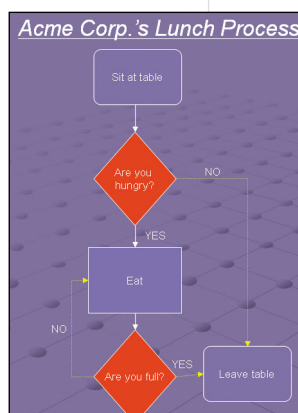 Acme Corp.'s Lunch Process
Sit at table
Are you
hungry?
NO
YES
Eat
NO
Are you full?
YES
Leave table